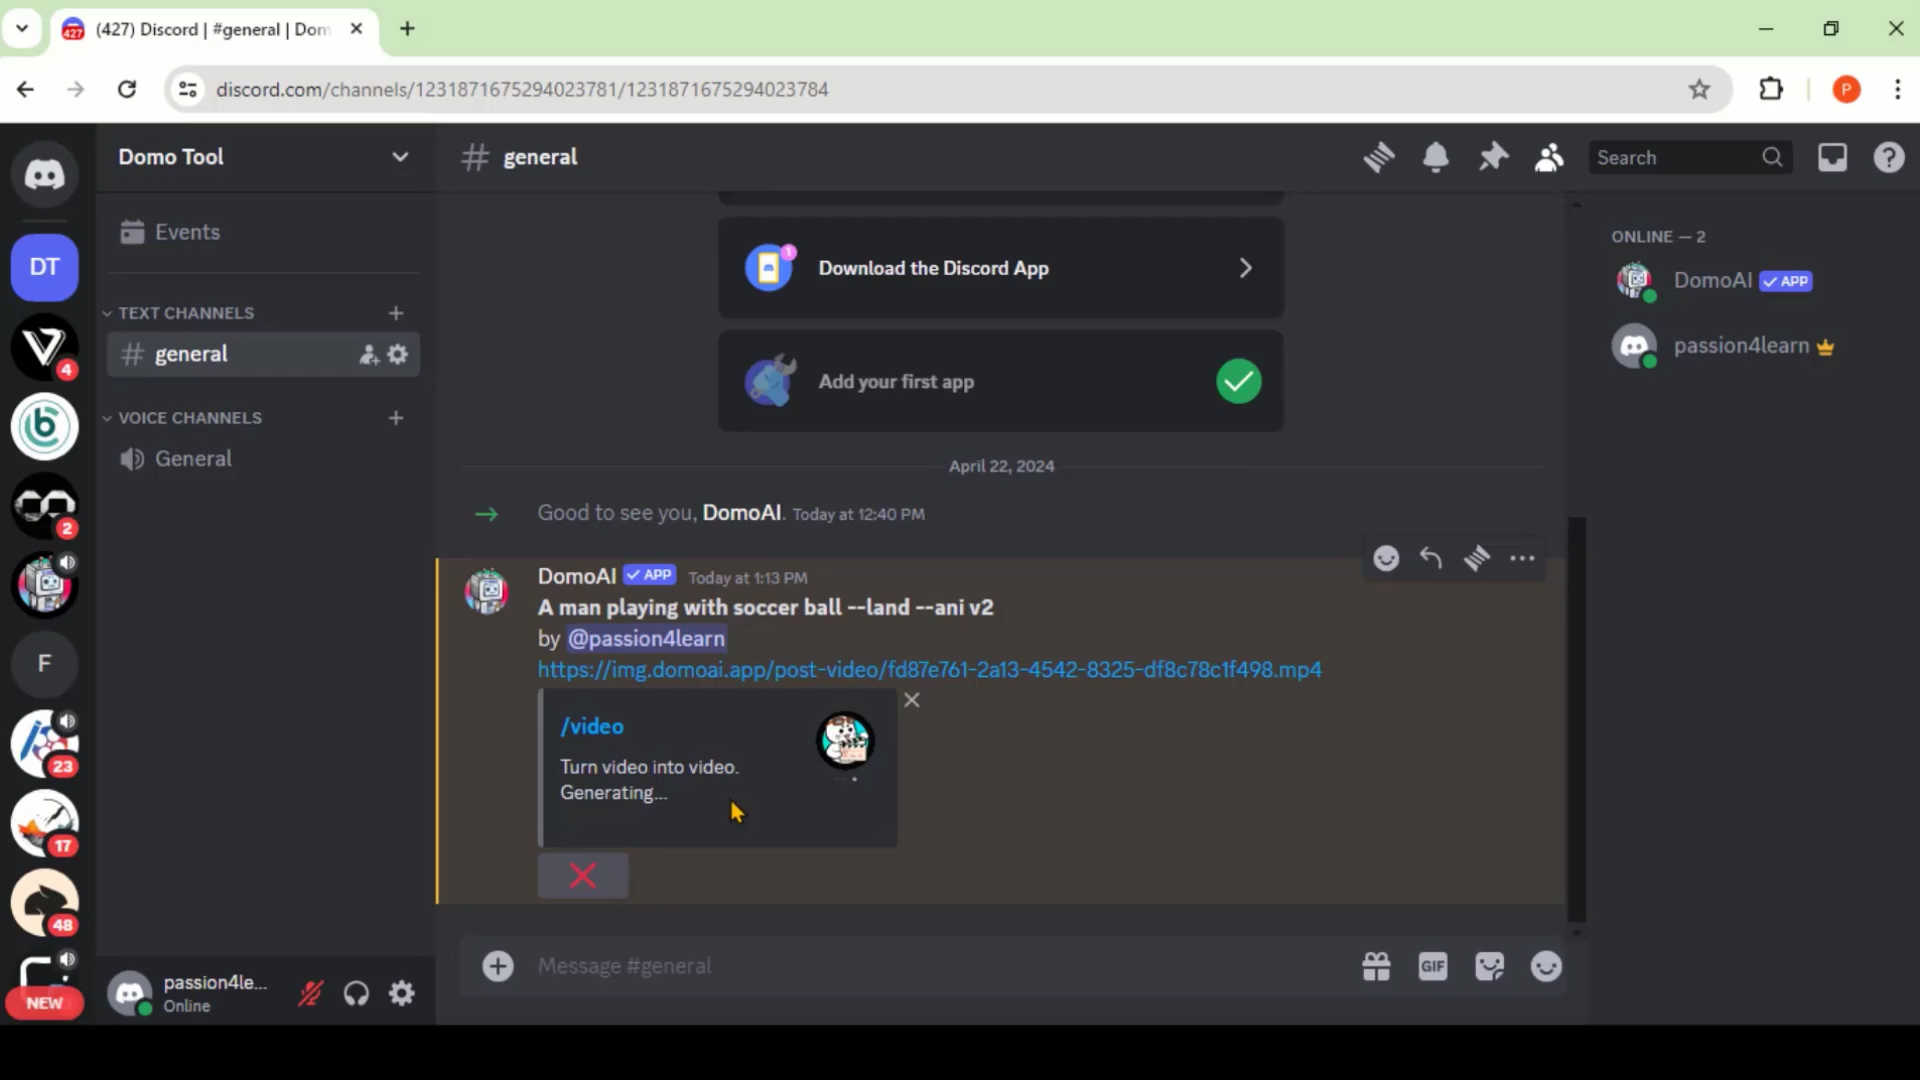 427
(427) Discord | #general | Dom
discord.com/channels/1231871675294023781/1231871675294023784
P
Domo Tool
general
Search
DT
Events
1
Download the Discord App
ONLINE — 2
DomoAI APP
TEXT CHANNELS
general
4
passion4learn
Add your first app
VOICE CHANNELS
General
2
April 22, 2024
Good to see you, DomoAI. Today at 12:40 PM
DomoAI APP Today at 1:13 PM
A man playing with soccer ball --land --ani v2
by @passion4learn
https://img.domoai.app/post-video/fd87e761-2a13-4542-8325-df8c78c1f498.mp4
F
/video
Turn video into video.
Generating...
23
17
48
NEW
passion4le...
Online
Message #general
GIF